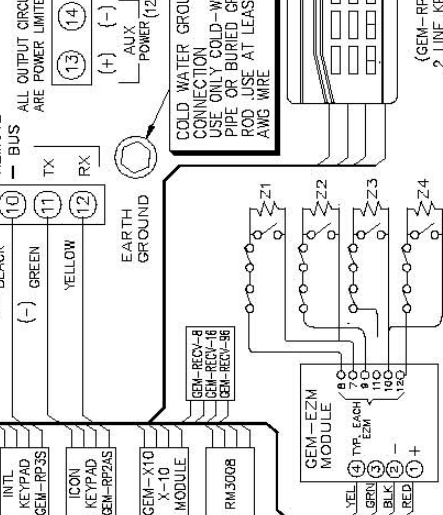 ALL OUTPUT CIRCU
ARE POWER LIMITE
14
13
(-)
(+)
AUX
POWER (12
COLD WATER GROU
CONNECTION
USE ONLY COLD-W
PIPE OR BURIED GR
ROD .USE AT LEAS
AWG WIRE
(GEM-RP
2 LINE KE
BUS
TX
RX
10
11
12
EARTH
GROUND
BLACK
GREEN
(-)
YELLOW
Z1
Z2
Z3
Z4
GEM-RECV-8
GEM-RECV-16
GEM-RECV-96
GEM-EZM
MODULE
8
7
9
11
10
12
TYP. EACH
EZM
4
3
2
1
-
+
YEL
GRN
BLK
RED
INTL
KEYPAD
GEM-RP3S
ICON
KEYPAD
GEM-RP2AS
GEM-X10
X-10
MODULE
RM3008